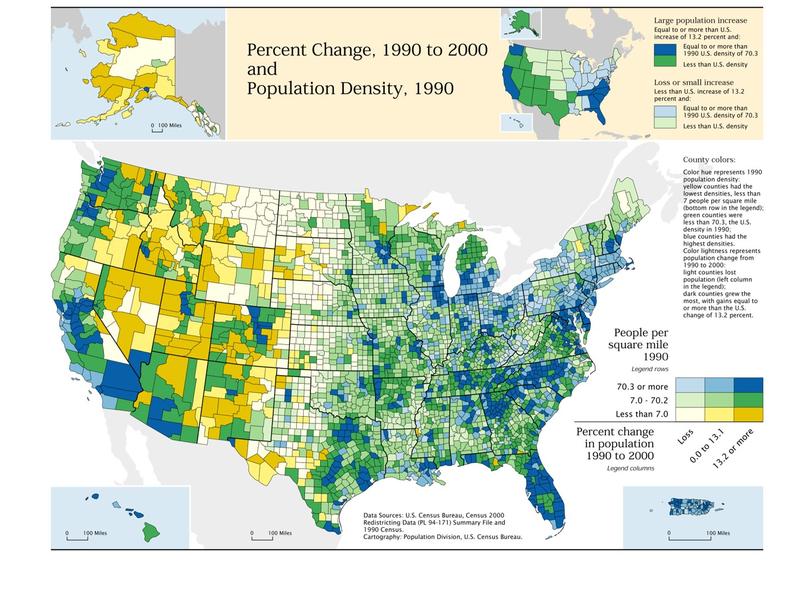 Percent Change, 1990 to 2000
and
Population Density, 1990
0 100 Miles
Large population increase
Equal to or more than U.S.
increase of 13.2 percent and:
Equal to or more than
1990 U.S. density of 70.3
Less than U.S. density
Loss or small increase
Less than U.S. increase of 13.2
percent and:
Equal to or more than
1990 U.S. density of 70.3
Less than U.S. density
County colors:
Color hue represents 1990
population density:
yellow counties had the
lowest densities, less than
7 people per square mile
(bottom row in the legend);
green counties were
less than 70.3, the U.S.
density in 1990;
blue counties had the
highest densities.
Color lightness represents
population change from
1990 to 2000:
light counties lost
population (left column
in the legend);
dark counties grew the
most, with gains equal to
or more than the U.S.
change of 13.2 percent.
People per
square mile
1990
Legend rows
70.3 or more
7.0 - 70.2
Less than 7.0
Percent change
in population
1990 to 2000
Legend columns
Loss
0.0 to 13.1
13.2 or more
0 100 Miles
0 100 Miles
Data Sources: U.S. Census Bureau, Census 2000
Redistricting Data (PL 94-171) Summary File and
1990 Census.
Cartography: Population Division, U.S. Census Bureau.
0 100 Miles